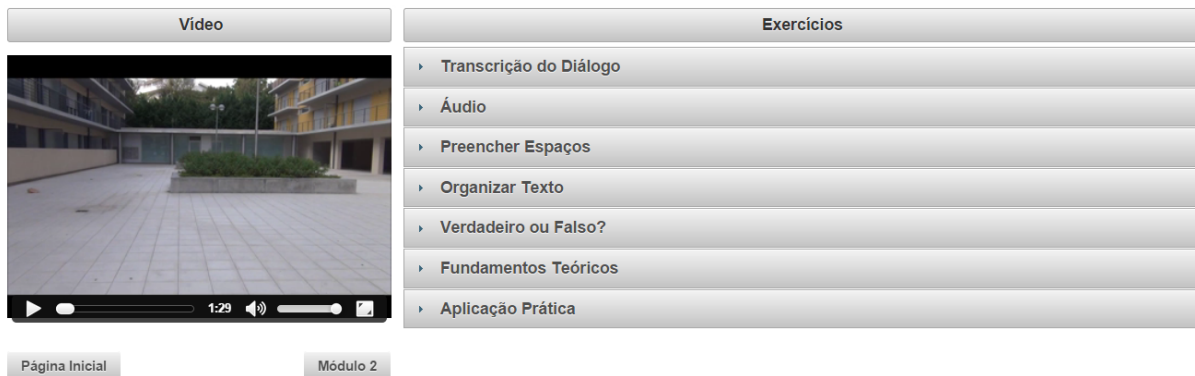 Vídeo
Exercícios
Transcrição do Diálogo
Áudio
Preencher Espaços
Organizar Texto
Verdadeiro ou Falso?
Fundamentos Teóricos
Aplicação Prática
1:29
Página Inicial
Módulo 2